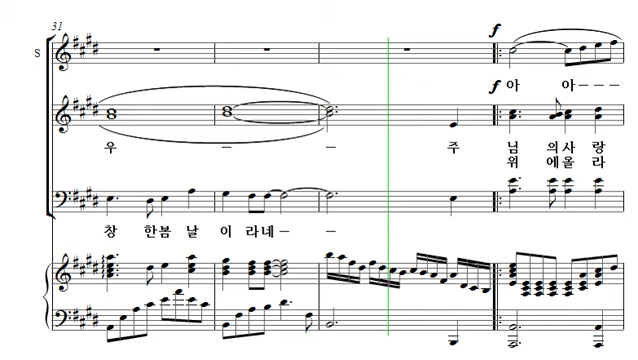 31
S
f
f 아 아----
우 - - 주 님 의사 랑
위 에올 라
창 한봄 날 이 라네- -